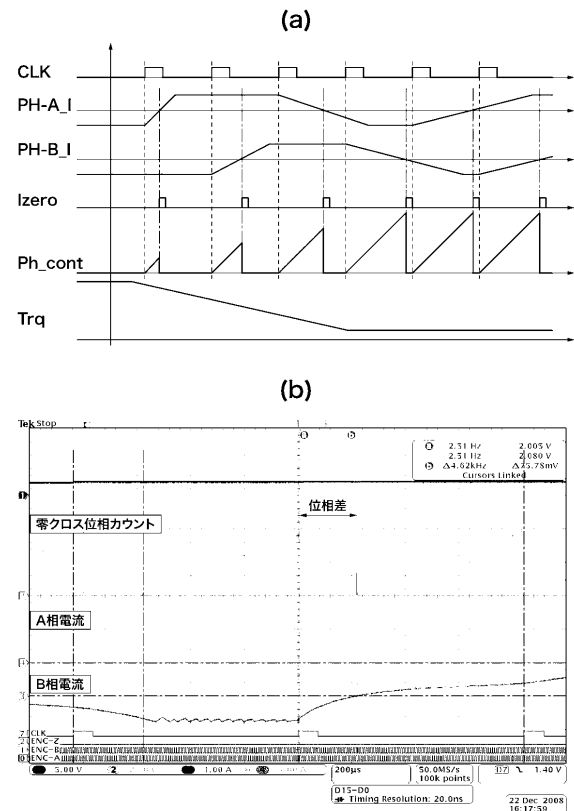 (a)
CLK
PH-A_I
PH-B_I
Izero
Ph_cont
Trq
(b)
Tek Stop
a 2.31 Hz 2.005 V
2.31 Hz 2.080 V
b Δ4.62kHz Δ75.78mV
Cursors Linked
位相差
零クロス位相カウント
A相電流
B相電流
CLK
ENC-Z
ENC-B
ENC-A
5.00 V 2 1.00 A
200μs
50.0MS/s
100k points
D7 1.40 V
D15-D0
Timing Resolution: 20.0ns
22 Dec 2008
16:17:59